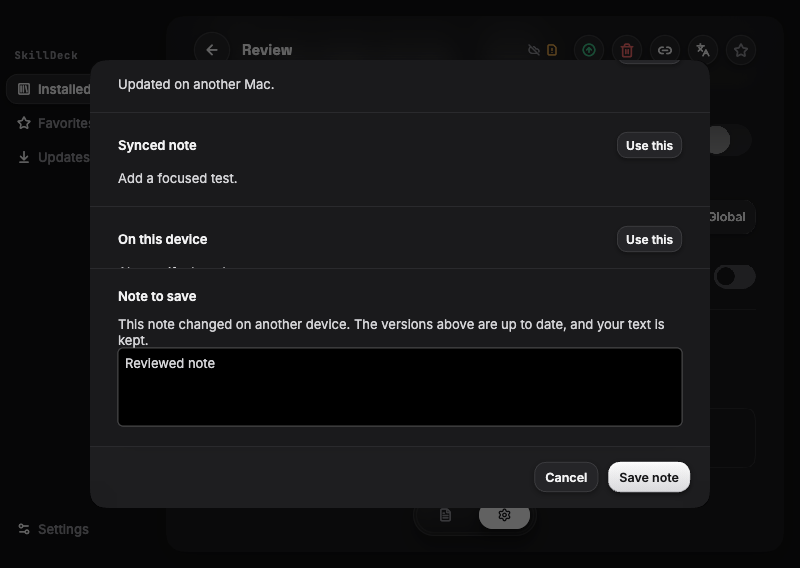 SkillDeck
Review
Installed
Favorites
Updates
Updated on another Mac.
Synced note
Use this
Add a focused test.
Global
On this device
Use this
Note to save
This note changed on another device. The versions above are up to date, and your text is
kept.
Reviewed note
Cancel
Save note
Settings